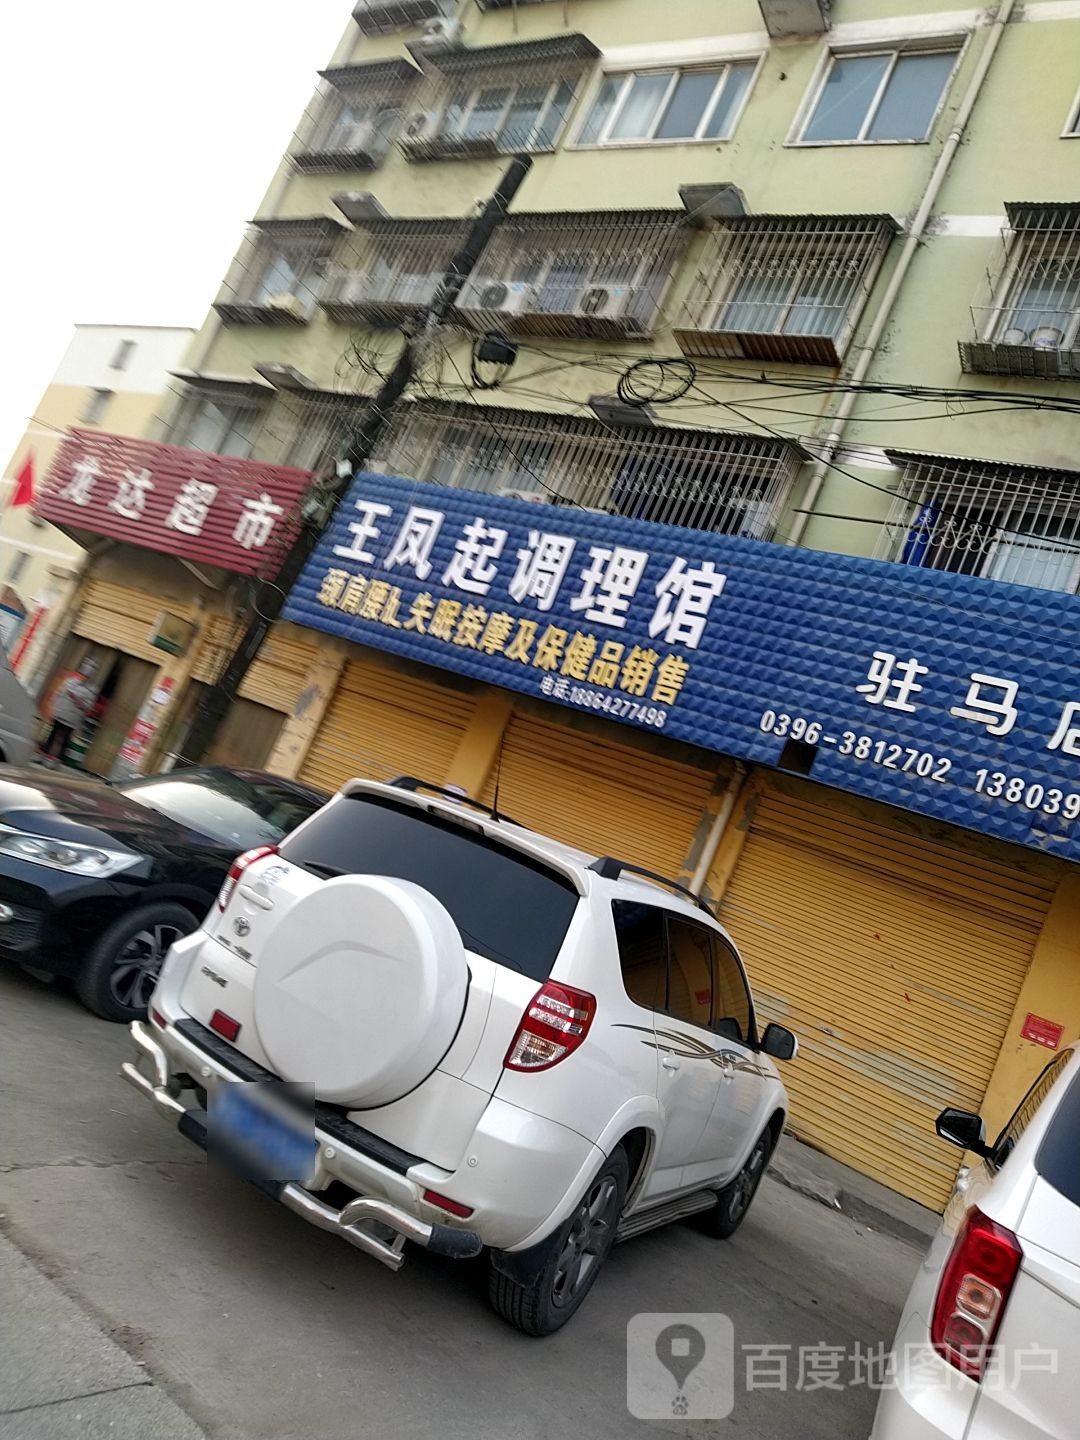 龙达超市
王凤起调理馆
颈肩腰 失眠按摩及保健品销售
电话:18864277498
驻马店
0396-3812702 138039
百度地图用户